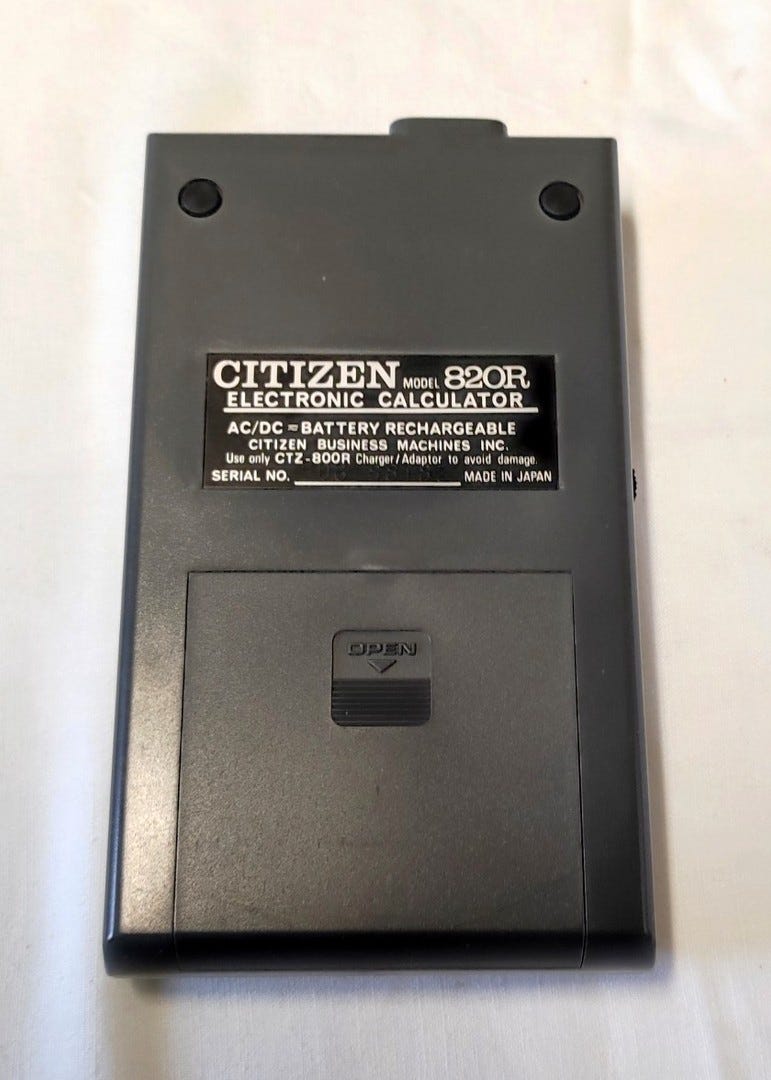 CITIZEN MODEL 820R
ELECTRONIC CALCULATOR
AC/DC = BATTERY RECHARGEABLE
CITIZEN BUSINESS MACHINES INC.
Use only CTZ-800R Charger/Adaptor to avoid damage.
SERIAL NO. MADE IN JAPAN
OPEN